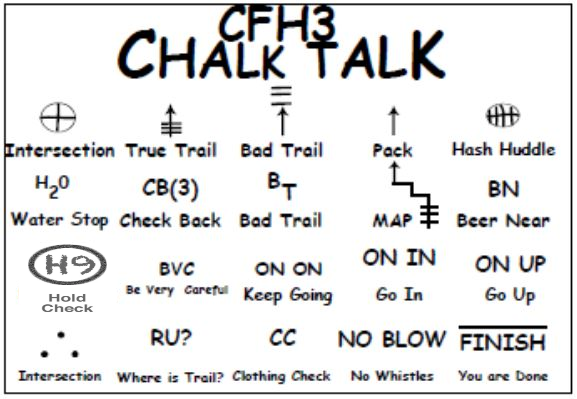 CFH3
CHALK TALK
Intersection True Trail Bad Trail Pack Hash Huddle
H₂O CB(3) BT BN
Water Stop Check Back Bad Trail MAP Beer Near
H9 BVC ON ON ON IN ON UP
Hold Check Be Very Careful Keep Going Go In Go Up
RU? CC NO BLOW FINISH
Intersection Where is Trail? Clothing Check No Whistles You are Done